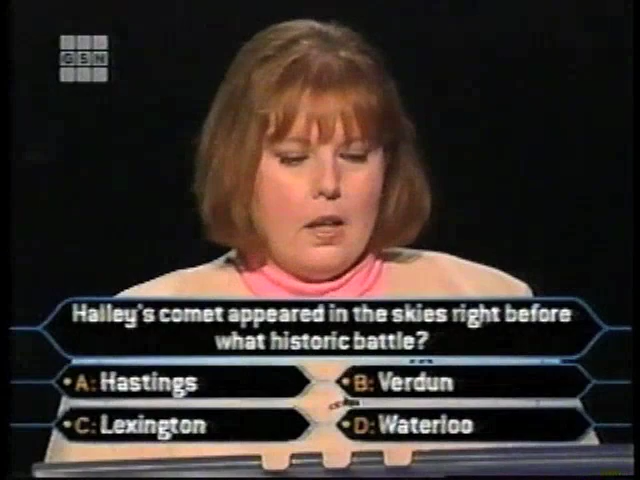 GSN
Halley's comet appeared in the skies right before
what historic battle?
A: Hastings
B: Verdun
C: Lexington
D: Waterloo